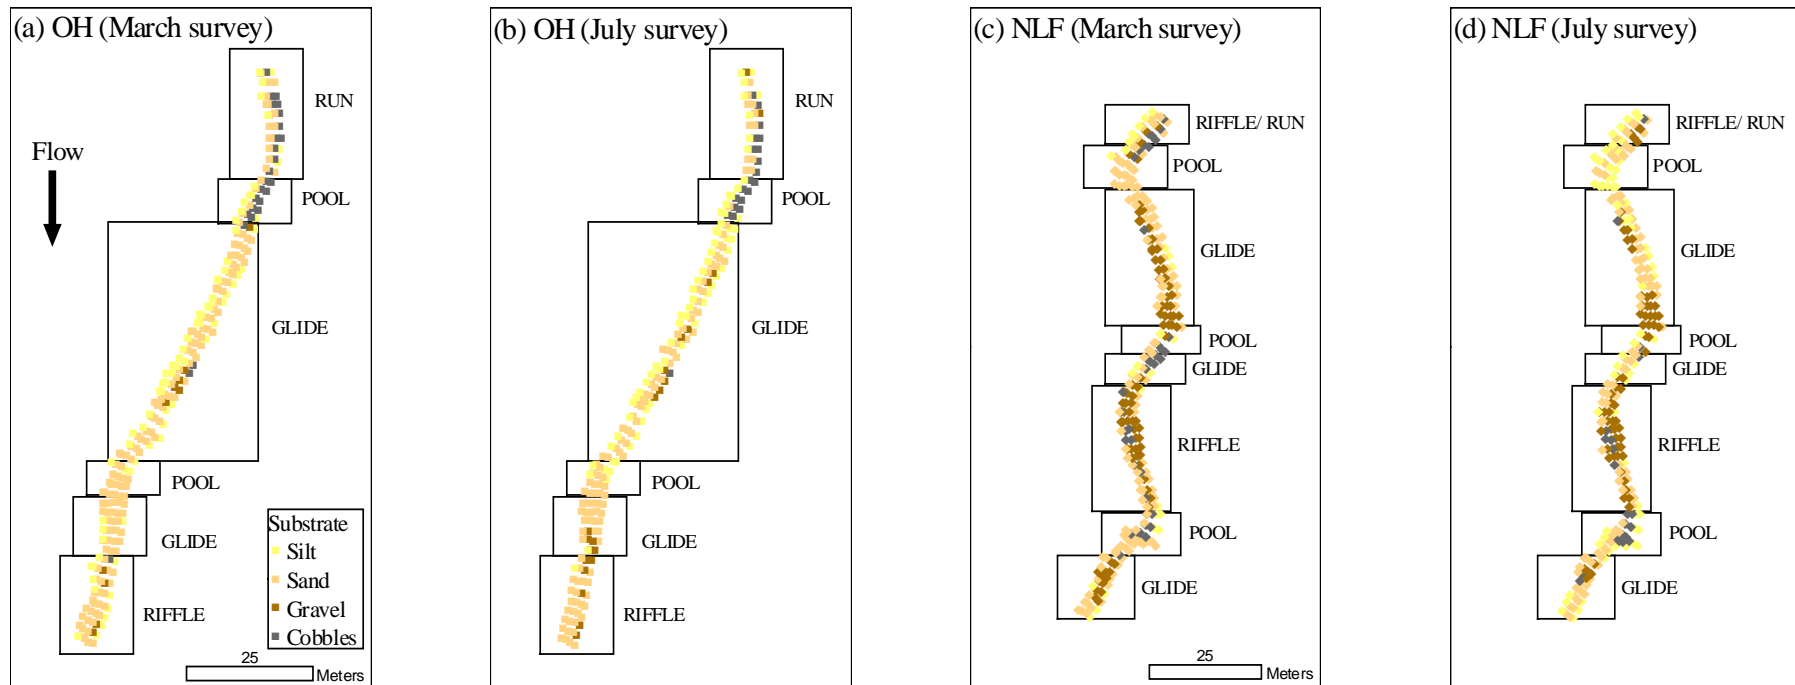 (a) OH (March survey)
RUN
Flow
POOL
GLIDE
POOL
GLIDE
RIFFLE
Substrate
Silt
Sand
Gravel
Cobbles
25
Meters
(b) OH (July survey)
RUN
POOL
GLIDE
POOL
GLIDE
RIFFLE
(c) NLF (March survey)
RIFFLE/ RUN
POOL
GLIDE
POOL
GLIDE
RIFFLE
POOL
GLIDE
25
Meters
(d) NLF (July survey)
RIFFLE/ RUN
POOL
GLIDE
POOL
GLIDE
RIFFLE
POOL
GLIDE